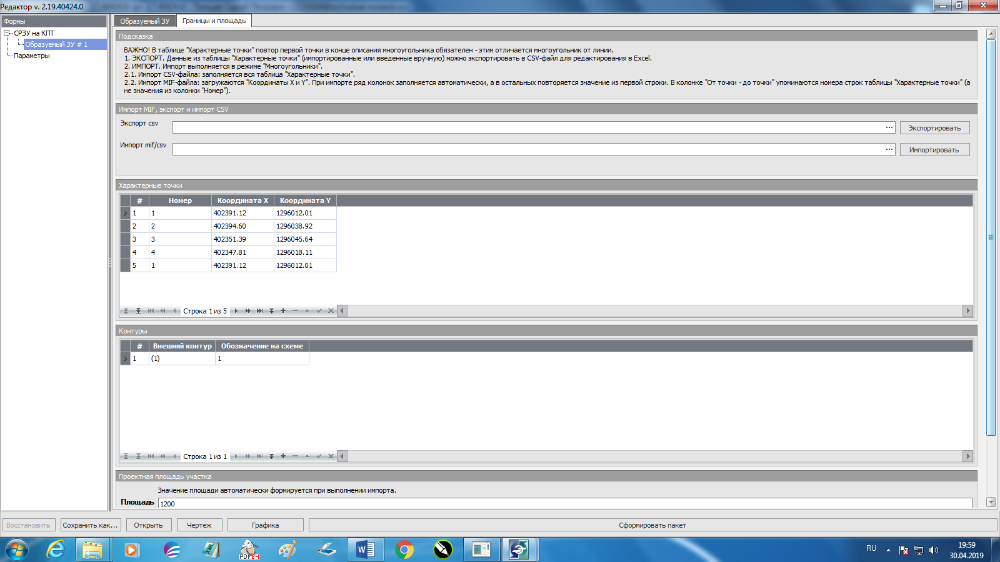 Редактор v. 2.19.40424.0
Формы
СРЗУ на КПТ
Образуемый ЗУ # 1
Параметры
Образуемый ЗУ
Границы и площадь
Подсказка
ВАЖНО! В таблице "Характерные точки" повтор первой точки в конце описания многоугольника обязателен - этим отличается многоугольник от линии.
1. ЭКСПОРТ. Данные из таблицы "Характерные точки" (импортированные или введенные вручную) можно экспортировать в CSV-файл для редактирования в Excel.
2. ИМПОРТ. Импорт выполняется в режиме "Многоугольники".
2.1. Импорт CSV-файла: заполняется вся таблица "Характерные точки".
2.2. Импорт MIF-файла: загружаются "Координаты X и Y". При импорте ряд колонок заполняется автоматически, а в остальных повторяется значение из первой строки. В колонке "От точки - до точки" упоминаются номера строк таблицы "Характерные точки" (а
не значения из колонки "Номер").
Импорт MIF, экспорт и импорт CSV
Экспорт csv ... Экспортировать
Импорт mif/csv ... Импортировать
Характерные точки
# Номер Координата X Координата Y
1 1 402391.12 1296012.01
2 2 402394.60 1296038.92
3 3 402351.39 1296045.64
4 4 402347.81 1296018.11
5 1 402391.12 1296012.01
Строка 1 из 5
Контуры
# Внешний контур Обозначение на схеме
1 (1) 1
Строка 1 из 1
Проектная площадь участка
Значение площади автоматически формируется при выполнении импорта.
Площадь 1200
Восстановить Сохранить как... Открыть Чертеж Графика Сформировать пакет
PDF24
RU
19:59
30.04.2019